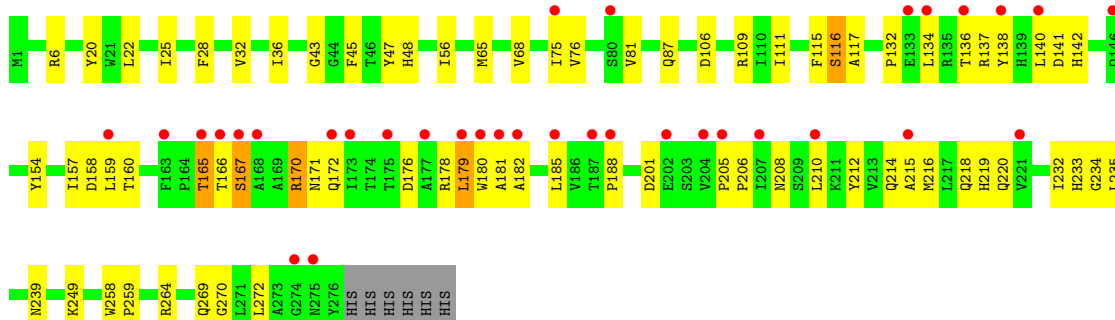 M1 R6 Y20 W21 L22 I25 F28 V32 I36 G43 G44 F45 T46 Y47 H48 I56 M65 V68 I75 V76 S80 V81 Q87 D106 R109 I110 I111 F115 S116 A117 P132 E133 L134 R135 T136 R137 Y138 H139 L140 D141 H142 Q146
Y154 I157 D158 L159 T160 F163 P164 T165 T166 S167 A168 A169 R170 N171 Q172 I173 T174 T175 D176 A177 R178 L179 W180 A181 A182 L185 V186 T187 P188 D201 E202 S203 V204 P205 P206 I207 N208 S209 L210 K211 Y212 V213 Q214 A215 M216 L217 Q218 H219 Q220 V221 I232 H233 G234 L235
N239 K249 W258 P259 R264 Q269 G270 L271 L272 A273 G274 N275 Y276 HIS HIS HIS HIS HIS HIS